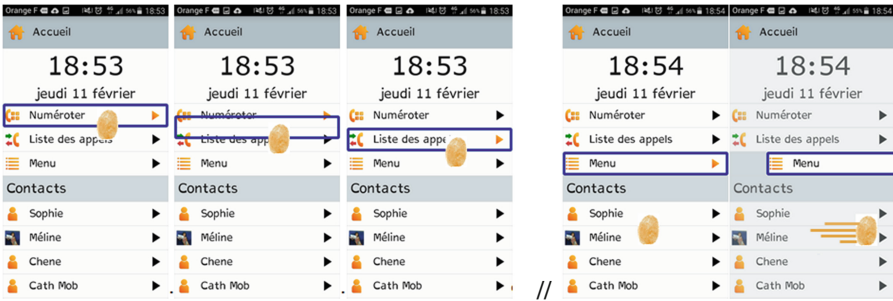 Orange F 18:53
Accueil
18:53
jeudi 11 février
Numéroter
Liste des appels
Menu
Contacts
Sophie
Méline
Chene
Cath Mob
Orange F 56% 18:53
Accueil
18:53
jeudi 11 février
Numéroter
Liste des appels
Menu
Contacts
Sophie
Méline
Chene
Cath Mob
Orange F 56% 18:53
Accueil
18:53
jeudi 11 février
Numéroter
Liste des appe
Menu
Contacts
Sophie
Méline
Chene
Cath Mob
//
Orange F 56% 18:54
Accueil
18:54
jeudi 11 février
Numéroter
Liste des appels
Menu
Contacts
Sophie
Méline
Chene
Cath Mob
Orange F 56% 18:54
Accueil
18:54
jeudi 11 février
Numéroter
Liste des appels
Menu
Contacts
Sophie
Méline
Chene
Cath Mob